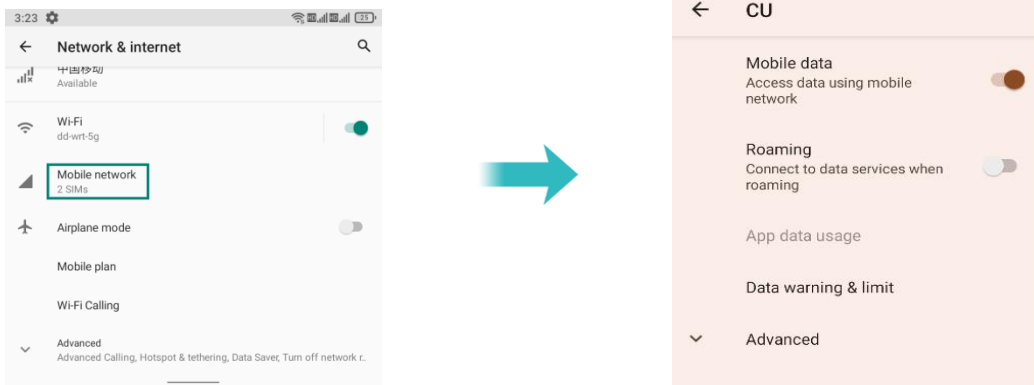 3:23
25
Network & internet
中国移动
Available
Wi-Fi
dd-wrt-5g
Mobile network
2 SIMs
Airplane mode
Mobile plan
Wi-Fi Calling
Advanced
Advanced Calling, Hotspot & tethering, Data Saver, Turn off network r..
CU
Mobile data
Access data using mobile
network
Roaming
Connect to data services when
roaming
App data usage
Data warning & limit
Advanced